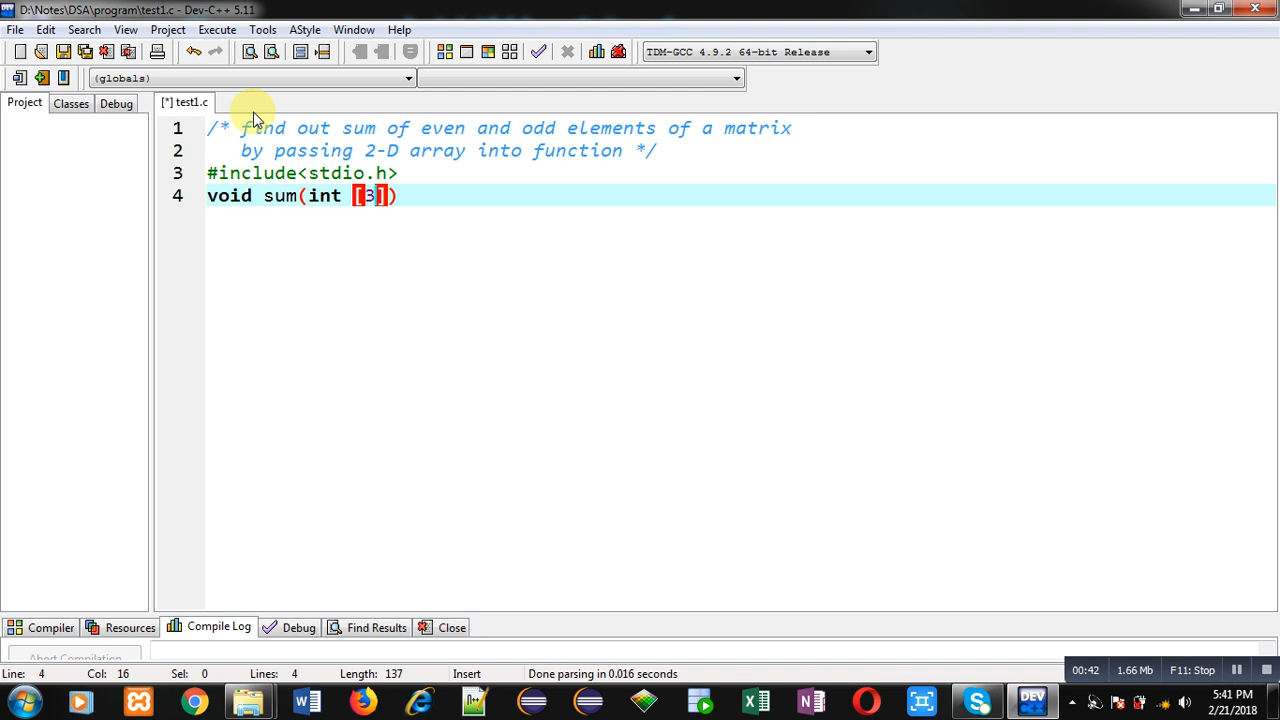 D:\Notes\DSA\program\test1.c - Dev-C++ 5.11
File Edit Search View Project Execute Tools AStyle Window Help
TDM-GCC 4.9.2 64-bit Release
(globals)
Project Classes Debug [*] test1.c
1 /* find out sum of even and odd elements of a matrix
2 by passing 2-D array into function */
3 #include<stdio.h>
4 void sum(int [3])
Compiler Resources Compile Log Debug Find Results Close
Abort Compilation
Line: 4 Col: 16 Sel: 0 Lines: 4 Length: 137 Insert Done parsing in 0.016 seconds
00:42 1.66 Mb F11: Stop
5:41 PM
2/21/2018